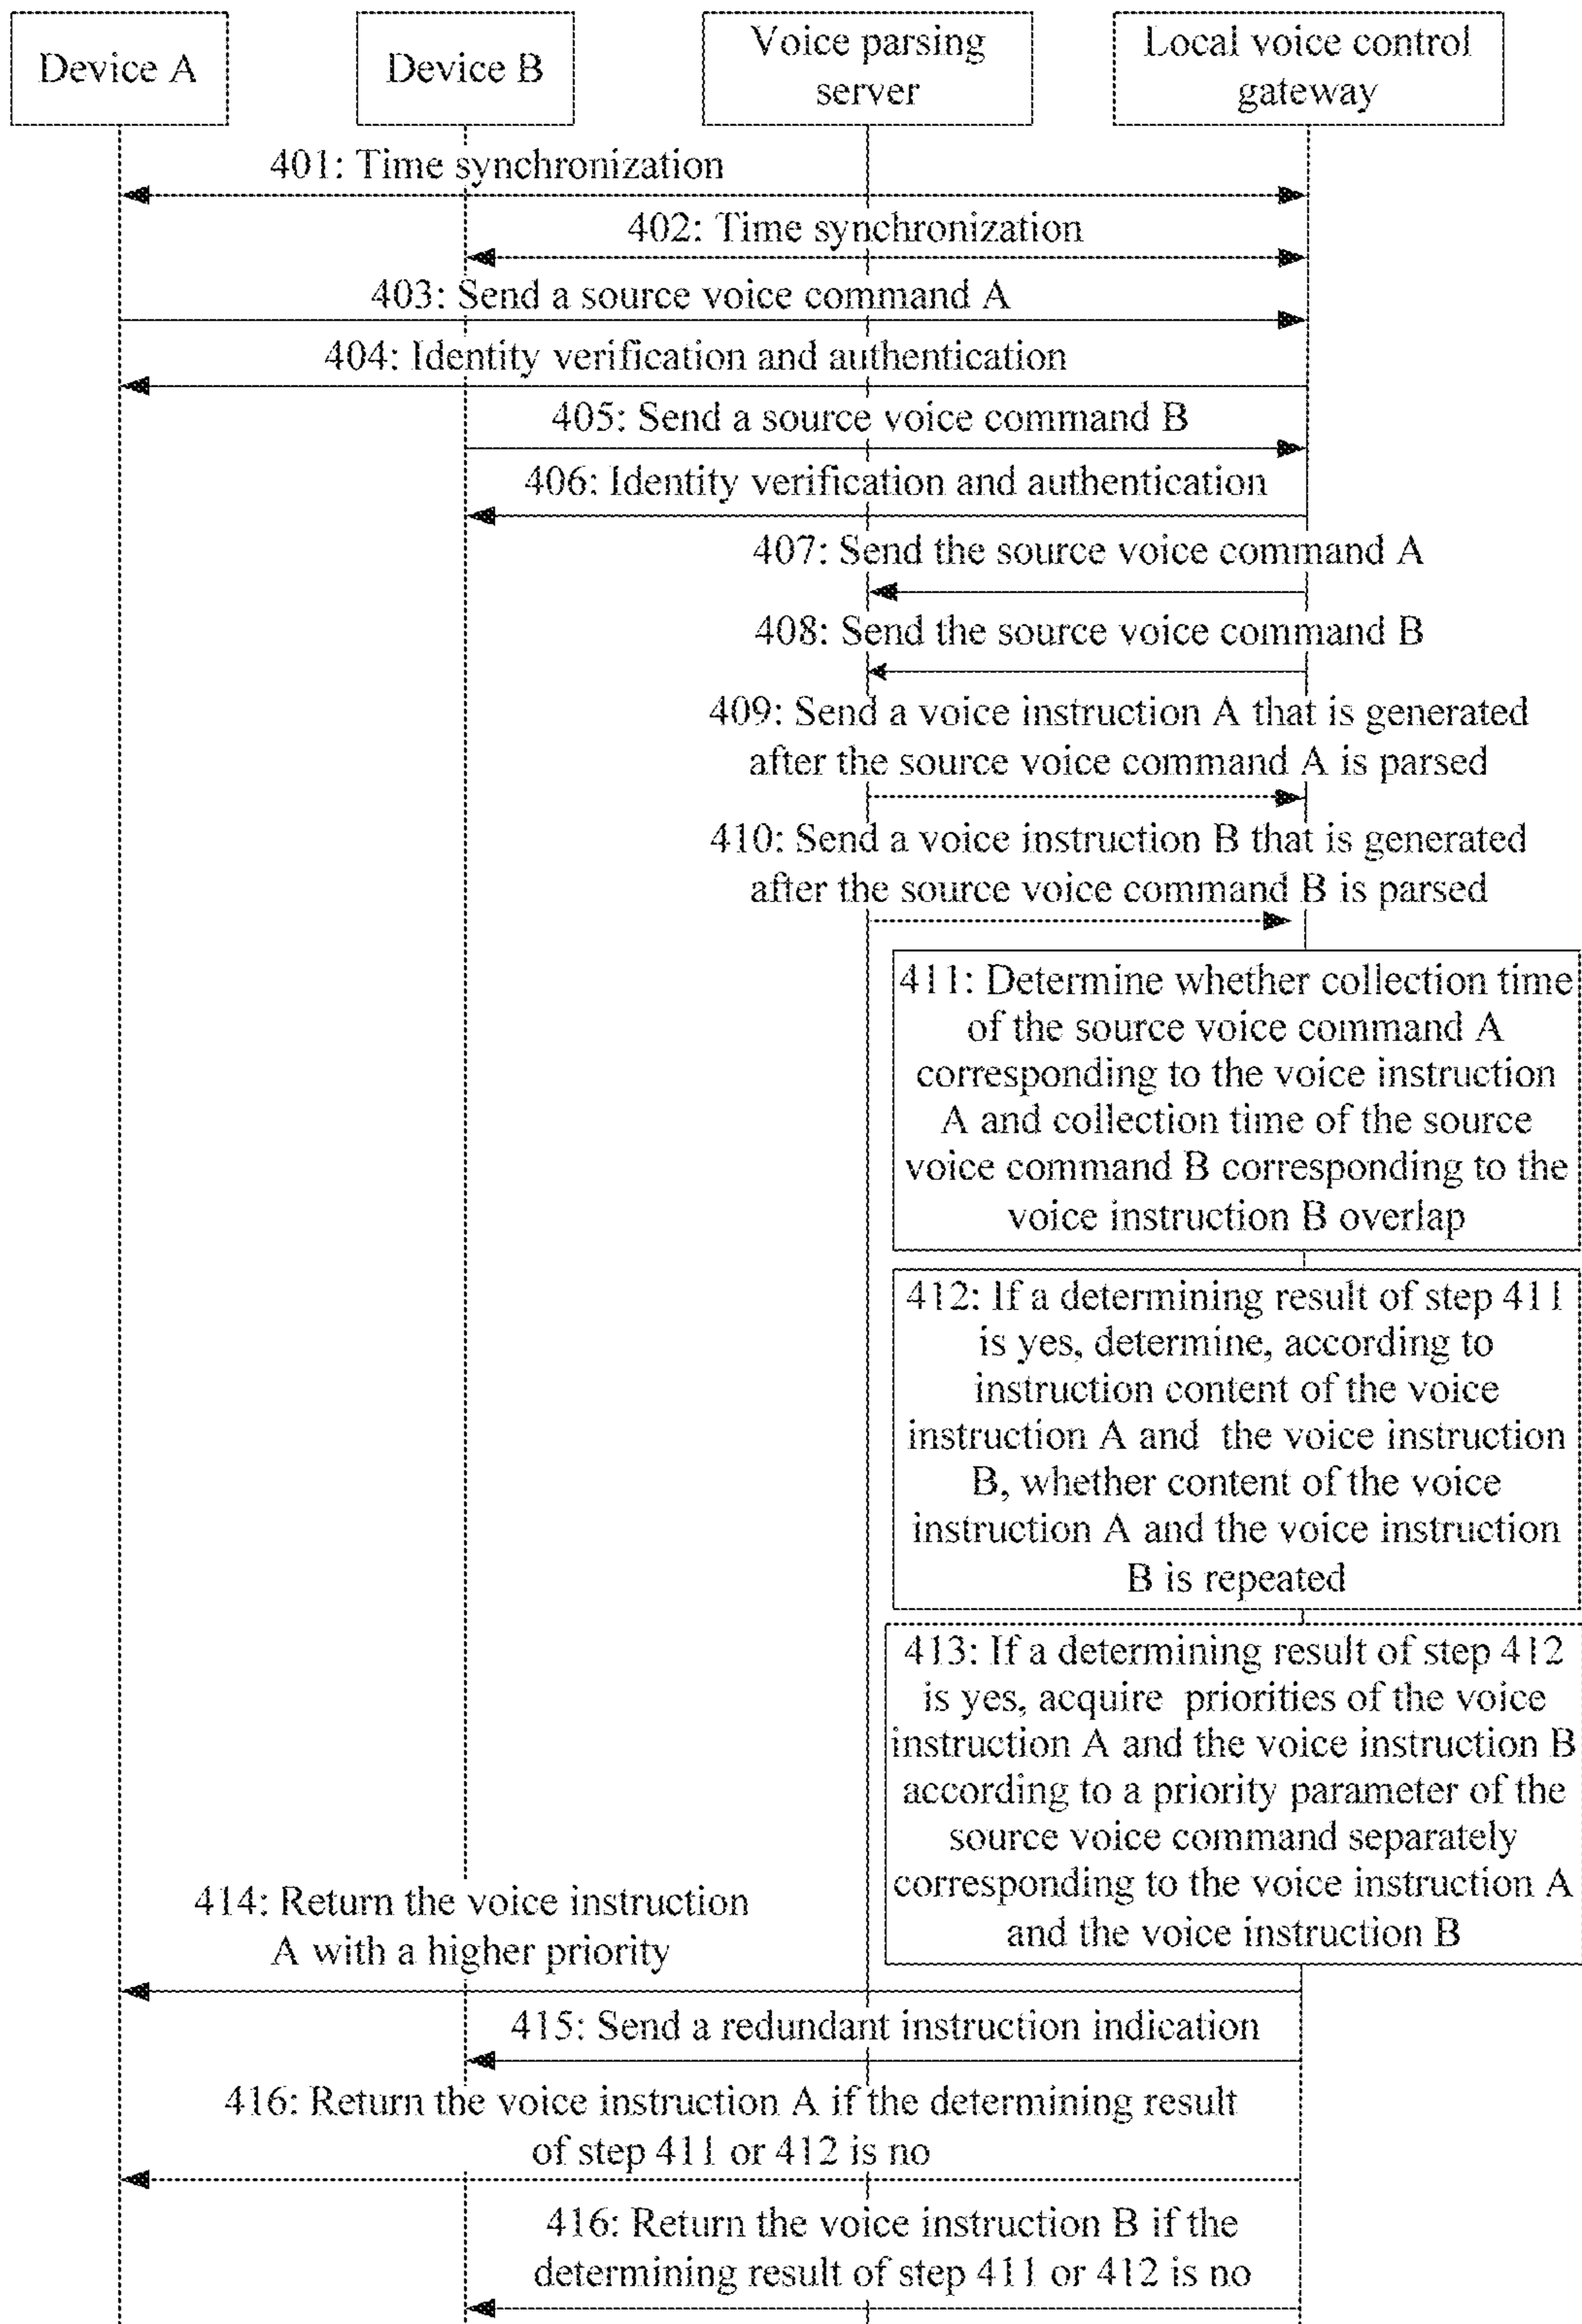 Device A
Device B
Voice parsing
server
Local voice control
gateway
401: Time synchronization
402: Time synchronization
403: Send a source voice command A
404: Identity verification and authentication
405: Send a source voice command B
406: Identity verification and authentication
407: Send the source voice command A
408: Send the source voice command B
409: Send a voice instruction A that is generated
after the source voice command A is parsed
410: Send a voice instruction B that is generated
after the source voice command B is parsed
411: Determine whether collection time
of the source voice command A
corresponding to the voice instruction
A and collection time of the source
voice command B corresponding to the
voice instruction B overlap
412: If a determining result of step 411
is yes, determine, according to
instruction content of the voice
instruction A and the voice instruction
B, whether content of the voice
instruction A and the voice instruction
B is repeated
413: If a determining result of step 412
is yes, acquire priorities of the voice
instruction A and the voice instruction B
according to a priority parameter of the
source voice command separately
corresponding to the voice instruction A
and the voice instruction B
414: Return the voice instruction
A with a higher priority
415: Send a redundant instruction indication
416: Return the voice instruction A if the determining result
of step 411 or 412 is no
416: Return the voice instruction B if the
determining result of step 411 or 412 is no